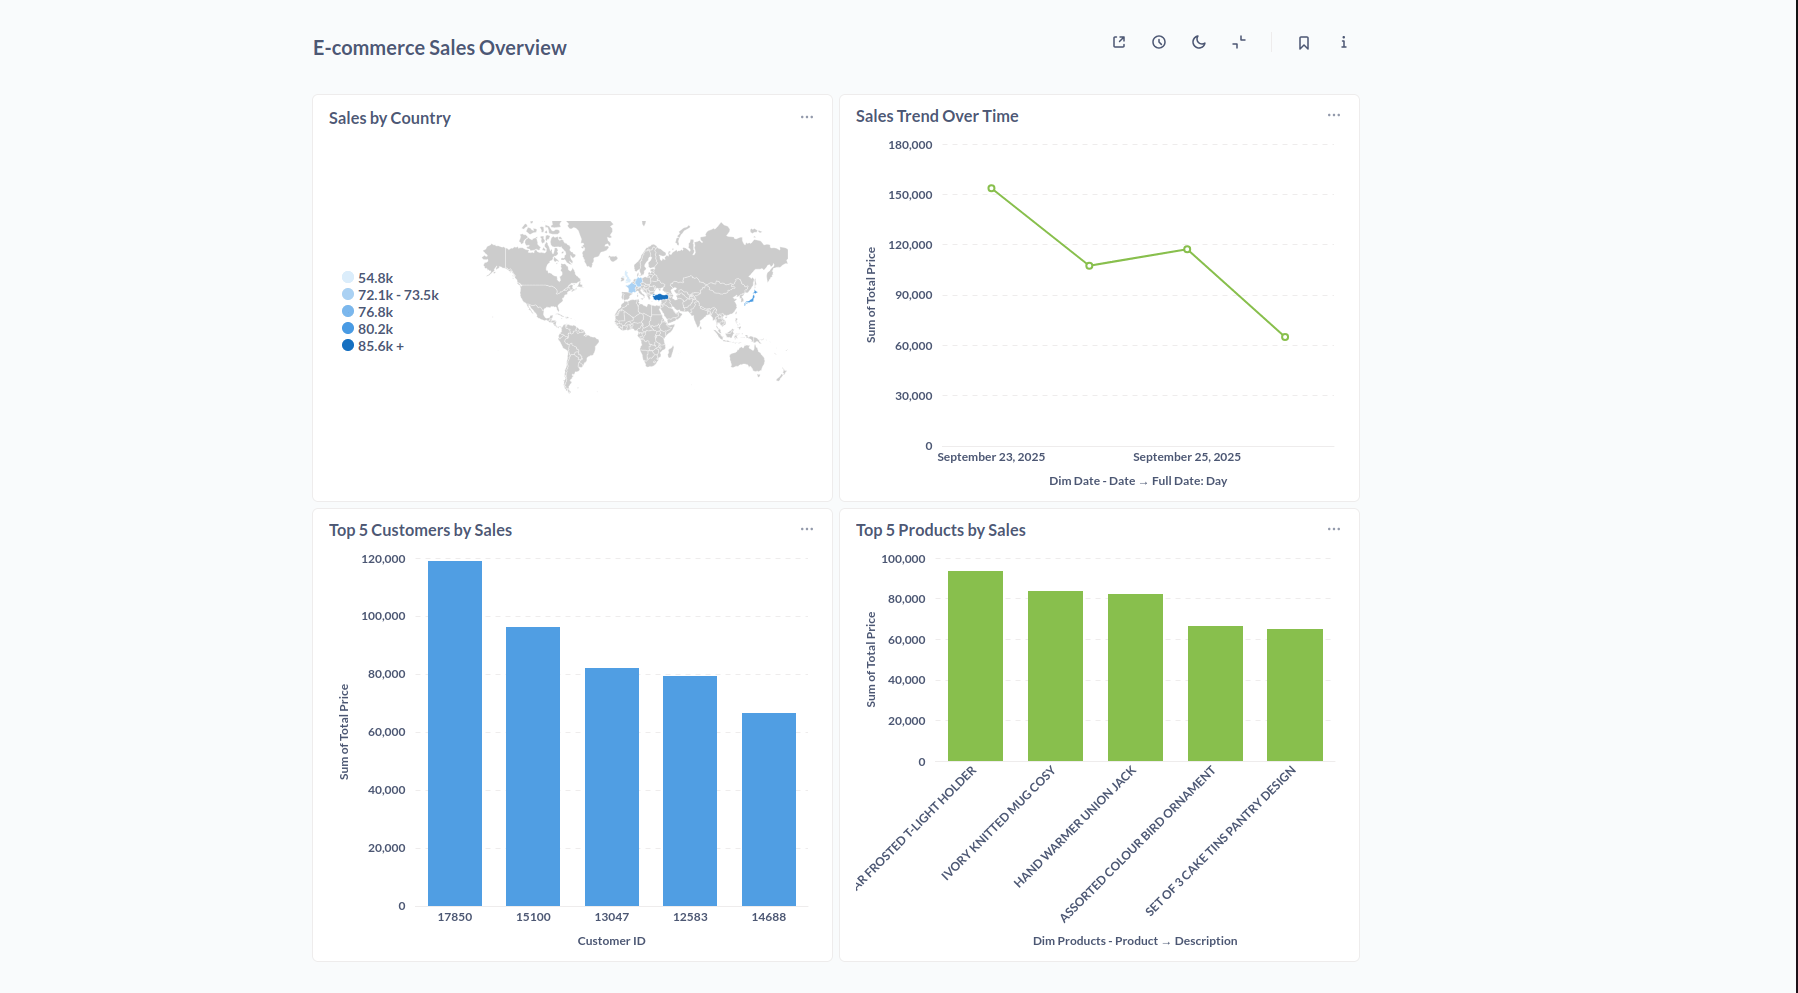 E-commerce Sales Overview
Sales by Country
54.8k
72.1k - 73.5k
76.8k
80.2k
85.6k +
Sales Trend Over Time
180,000
150,000
120,000
90,000
60,000
30,000
0
Sum of Total Price
September 23, 2025
September 25, 2025
Dim Date - Date → Full Date: Day
Top 5 Customers by Sales
120,000
100,000
80,000
60,000
40,000
20,000
0
Sum of Total Price
17850
15100
13047
12583
14688
Customer ID
Top 5 Products by Sales
100,000
80,000
60,000
40,000
20,000
0
Sum of Total Price
FROSTED T-LIGHT HOLDER
IVORY KNITTED MUG COSY
HAND WARMER UNION JACK
ASSORTED COLOUR BIRD ORNAMENT
SET OF 3 CAKE TINS PANTRY DESIGN
Dim Products - Product → Description